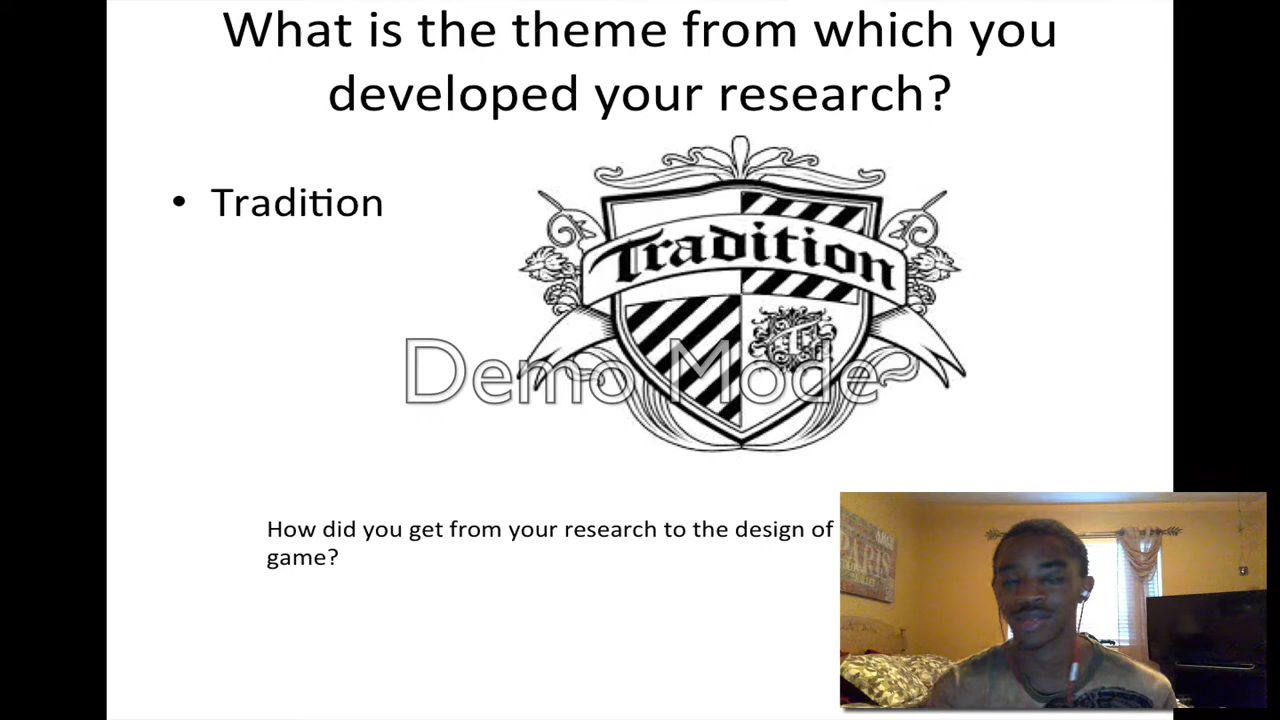 What is the theme from which you
developed your research?
• Tradition
Tradition
T
Demo Mode
How did you get from your research to the design of
game?
PARIS